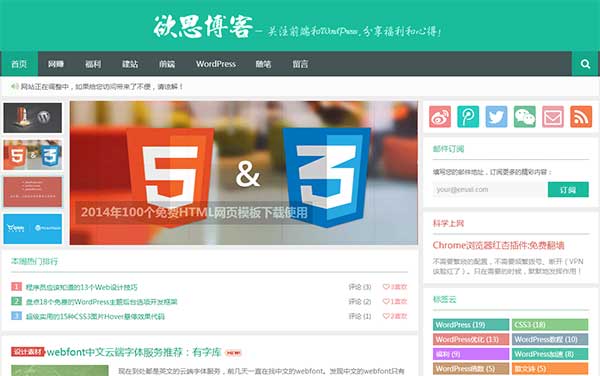 欲思博客 – 关注前端和WordPress,分享福利和心得!
首页 网赚 福利 建站 前端 WordPress 随笔 留言
网站正在调整中，如果给您访问带来了不便，请谅解！
5 & 3
2014年100个免费HTML网页模板下载使用
邮件订阅
填写您的邮件地址，订阅更多的精彩内容：
your@email.com 订阅
科学上网
Chrome浏览器红杏插件:免费翻墙
不需要繁琐的配置，不需要频繁拨号、断开（VPN
该脸红了）。只在需要的时候，默默地发挥作用！
本周热门排行
1 程序员应该知道的13个Web设计技巧 评论 (3) 3喜欢
2 盘点18个免费的WordPress主题后台选项开发框架 评论 (2) 2喜欢
3 超级实用的15种CSS3图片Hover基体效果代码 评论 (2) 1喜欢
标签云
WordPress (19) CSS3 (18)
WordPress优化 (13) WordPress教程 (10)
福利 (9) WordPress加速 (8)
WordPress函数 (5) 散文诗 (5)
设计素材 webfont中文云端字体服务推荐：有字库 NEW
现在到处都是英文的云端字体服务，前几天一直在找中文的webfont。发现中文的webfont只有